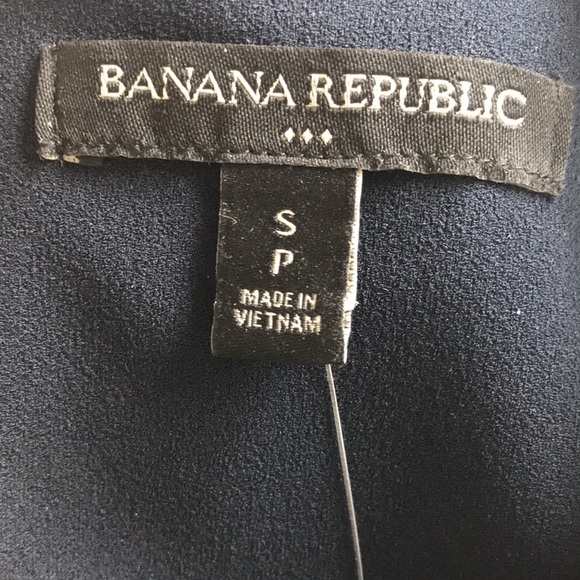 BANANA REPUBLIC
S
P
MADE IN
VIETNAM